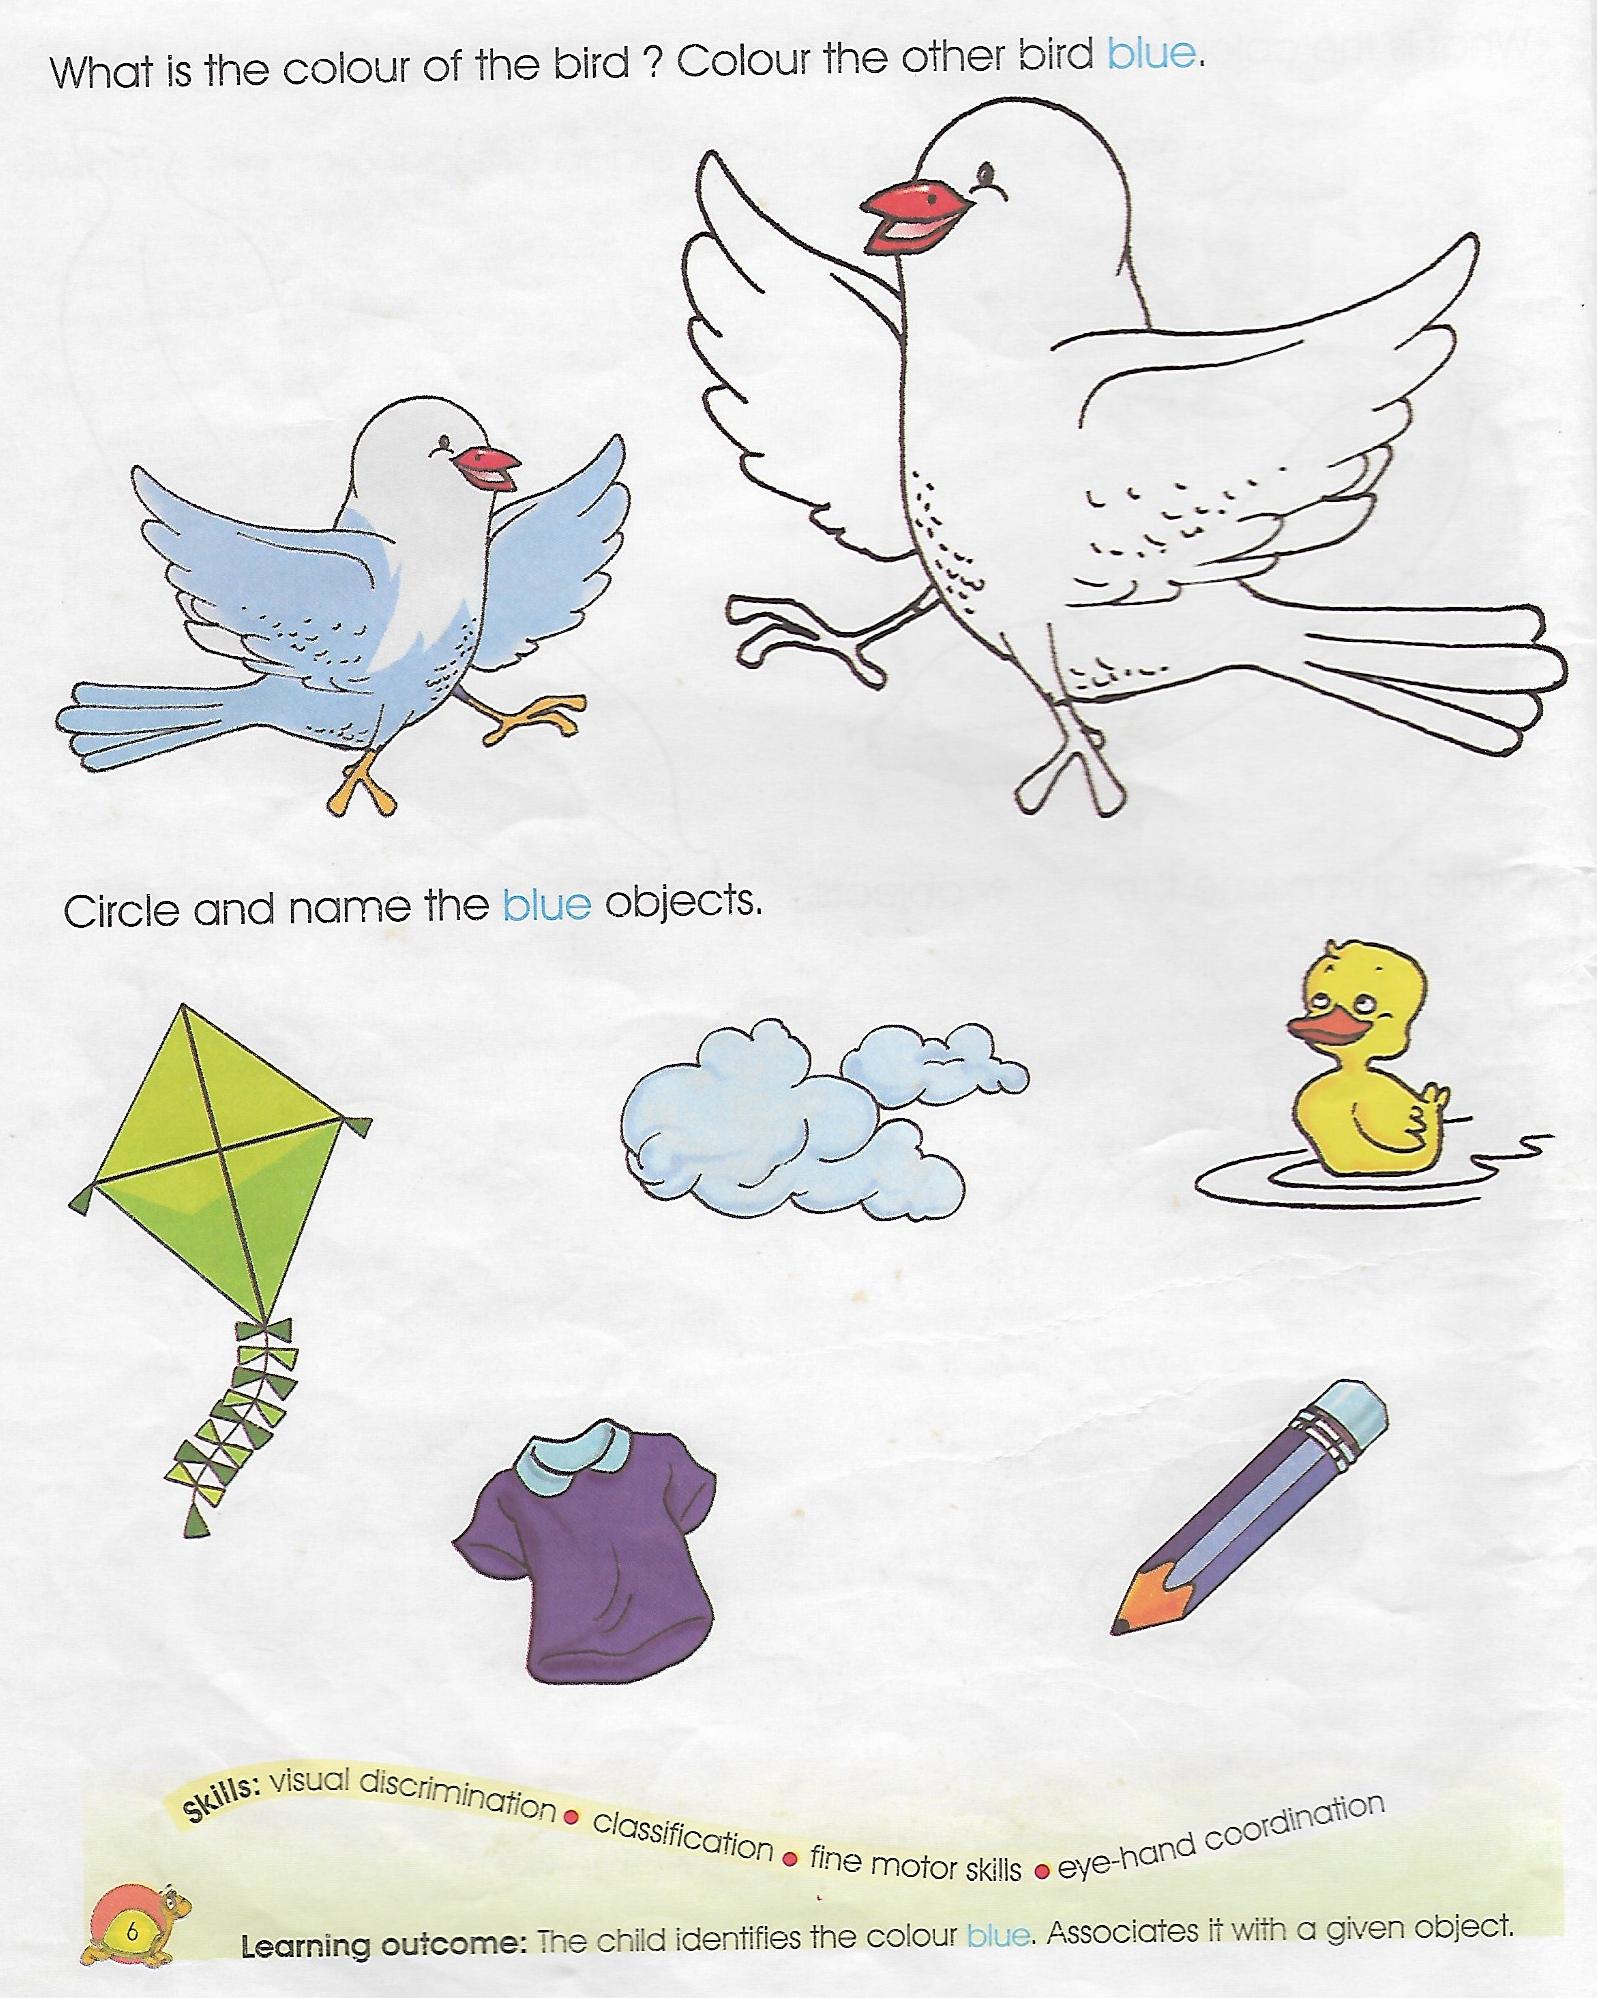 What is the colour of the bird ? Colour the other bird blue.
Circle and name the blue objects.
Skills: visual discrimination • classification • fine motor skills • eye-hand coordination
6
Learning outcome: The child identifies the colour blue. Associates it with a given object.